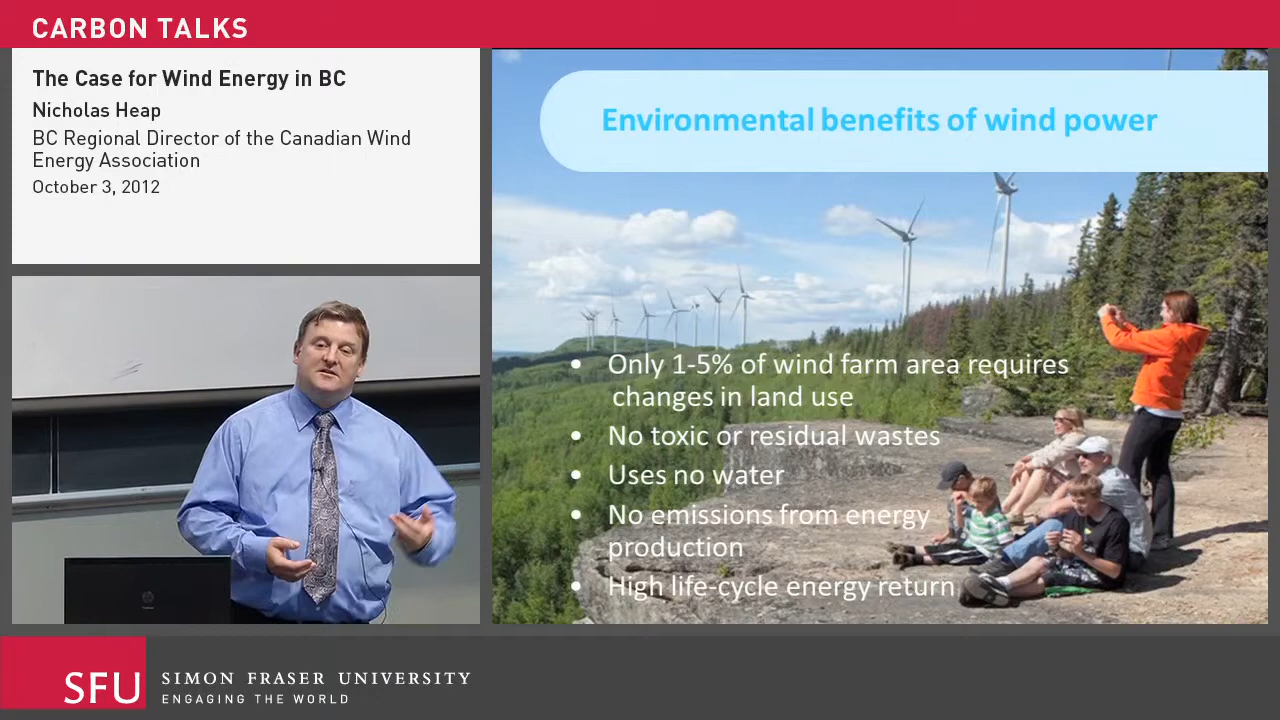 CARBON TALKS
The Case for Wind Energy in BC
Nicholas Heap
BC Regional Director of the Canadian Wind
Energy Association
October 3, 2012
Environmental benefits of wind power
• Only 1-5% of wind farm area requires
changes in land use
• No toxic or residual wastes
• Uses no water
• No emissions from energy
production
• High life-cycle energy return
SFU
SIMON FRASER UNIVERSITY
ENGAGING THE WORLD